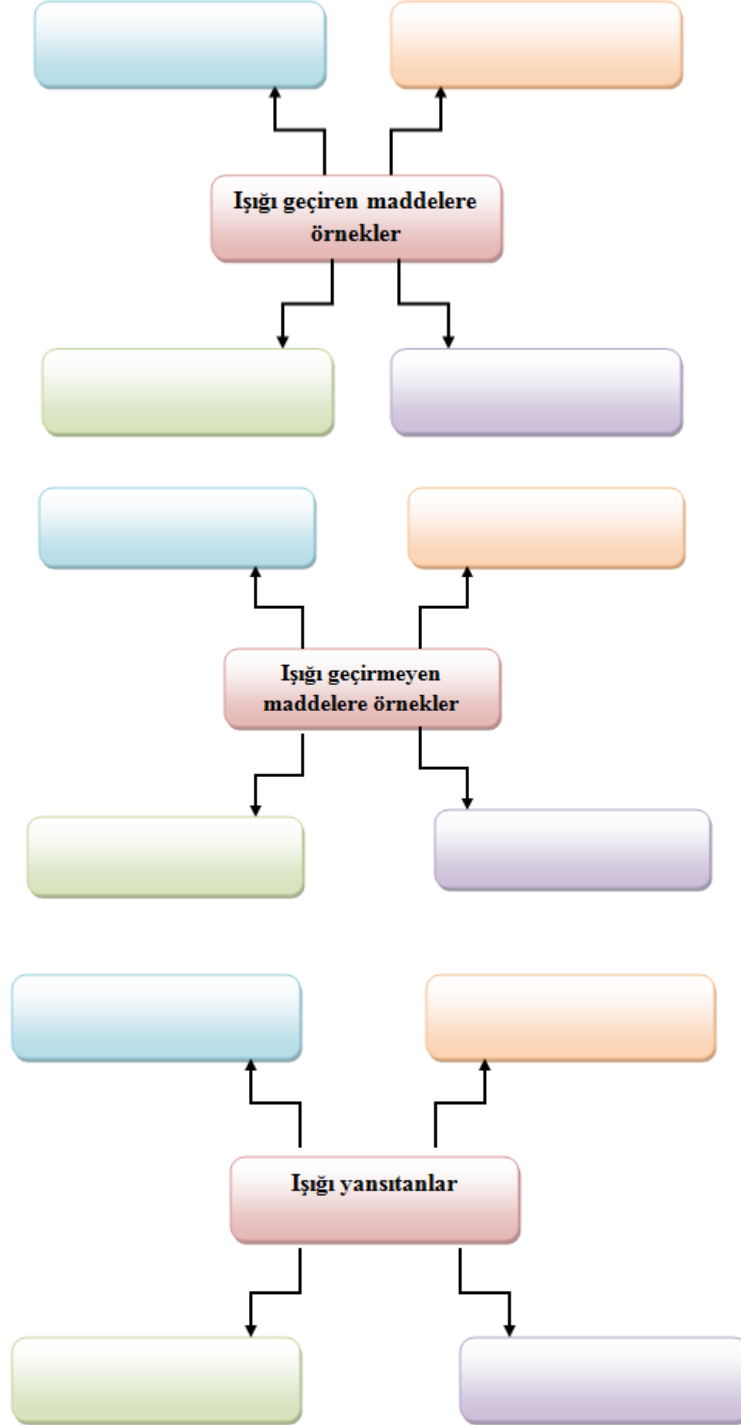 Işığı geçiren maddelere
örnekler
Işığı geçirmeyen
maddelere örnekler
Işığı yansıtanlar